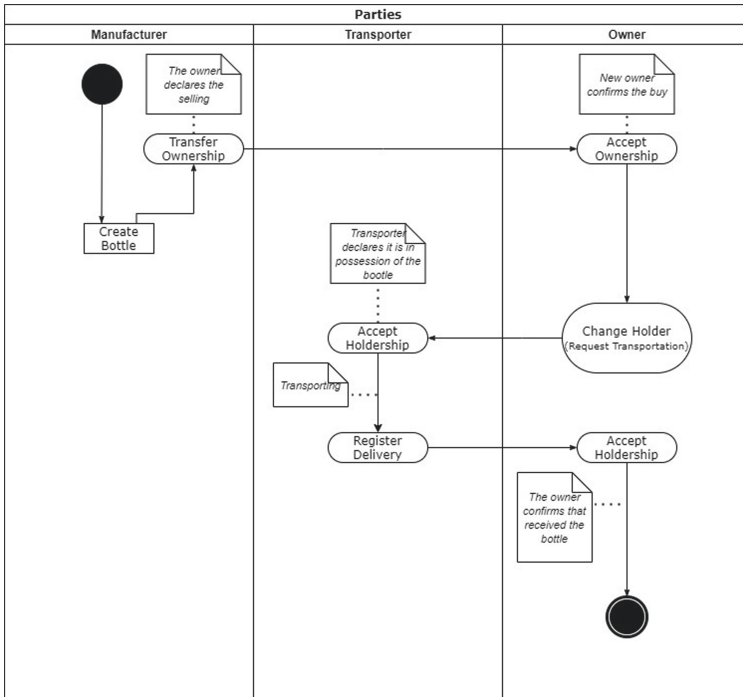 Parties
Manufacturer
Transporter
Owner
The owner
declares the
selling
New owner
confirms the buy
Transfer
Ownership
Accept
Ownership
Create
Bottle
Transporter
declares it is in
possession of the
bootle
Change Holder
(Request Transportation)
Accept
Holdership
Transporting
Register
Delivery
Accept
Holdership
The owner
confirms that
received the
bottle